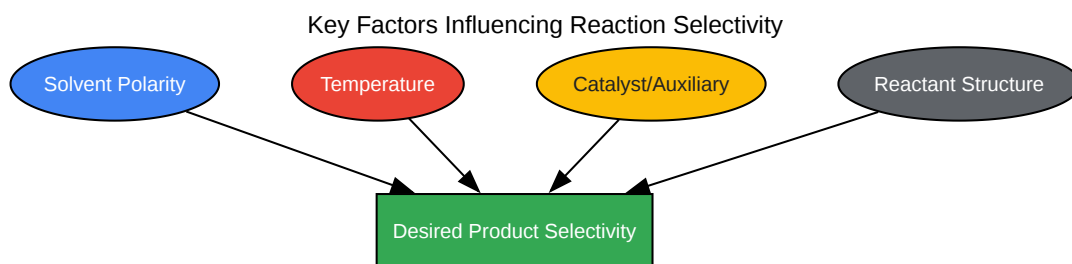 Key Factors Influencing Reaction Selectivity
Solvent Polarity
Temperature
Catalyst/Auxiliary
Reactant Structure
Desired Product Selectivity